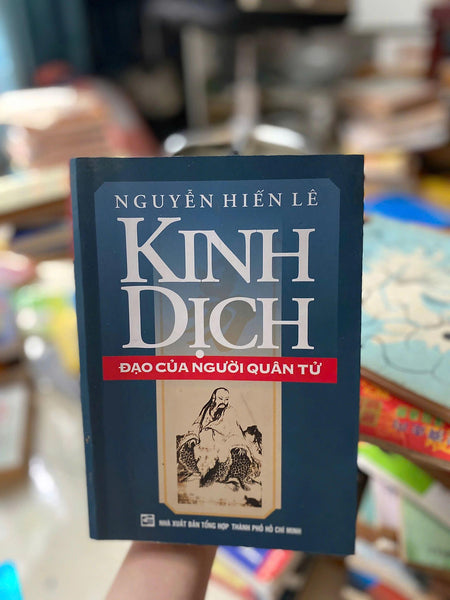 NGUYỄN HIẾN LÊ
KINH
DỊCH
ĐẠO CỦA NGƯỜI QUÂN TỬ
NHÀ XUẤT BẢN TỔNG HỢP THÀNH PHỐ HỒ CHÍ MINH